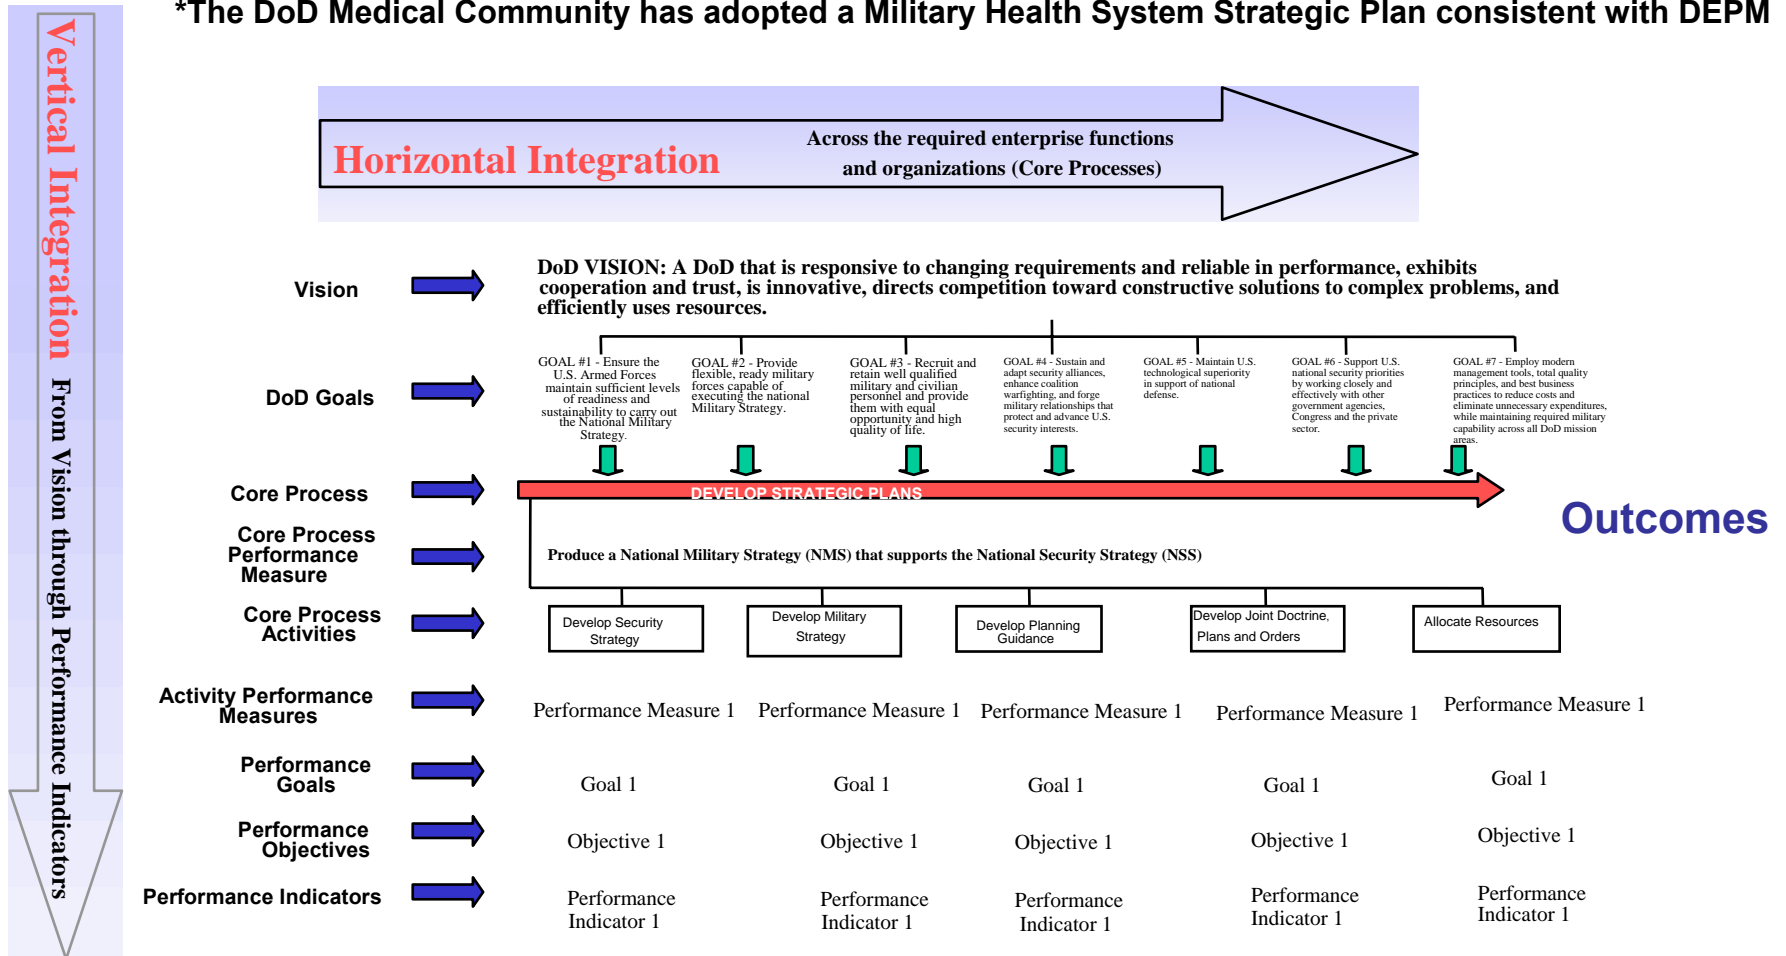 *The DoD Medical Community has adopted a Military Health System Strategic Plan consistent with DEPM
Vertical Integration From Vision through Performance Indicators
Horizontal Integration
Across the required enterprise functions
and organizations (Core Processes)
Vision
DoD VISION: A DoD that is responsive to changing requirements and reliable in performance, exhibits
cooperation and trust, is innovative, directs competition toward constructive solutions to complex problems, and
efficiently uses resources.
DoD Goals
GOAL #1 - Ensure the
U.S. Armed Forces
maintain sufficient levels
of readiness and
sustainability to carry out
the National Military
Strategy.
GOAL #2 - Provide
flexible, ready military
forces capable of
executing the national
Military Strategy.
GOAL #3 - Recruit and
retain well qualified
military and civilian
personnel and provide
them with equal
opportunity and high
quality of life.
GOAL #4 - Sustain and
adapt security alliances,
enhance coalition
warfighting, and forge
military relationships that
protect and advance U.S.
security interests.
GOAL #5 - Maintain U.S.
technological superiority
in support of national
defense.
GOAL #6 - Support U.S.
national security priorities
by working closely and
effectively with other
government agencies,
Congress and the private
sector.
GOAL #7 - Employ modern
management tools, total quality
principles, and best business
practices to reduce costs and
eliminate unnecessary expenditures,
while maintaining required military
capability across all DoD mission
areas.
Core Process
DEVELOP STRATEGIC PLANS
Outcomes
Core Process
Performance
Measure
Produce a National Military Strategy (NMS) that supports the National Security Strategy (NSS)
Core Process
Activities
Develop Security
Strategy
Develop Military
Strategy
Develop Planning
Guidance
Develop Joint Doctrine,
Plans and Orders
Allocate Resources
Activity Performance
Measures
Performance Measure 1
Performance Measure 1
Performance Measure 1
Performance Measure 1
Performance Measure 1
Performance
Goals
Goal 1
Goal 1
Goal 1
Goal 1
Goal 1
Performance
Objectives
Objective 1
Objective 1
Objective 1
Objective 1
Objective 1
Performance Indicators
Performance
Indicator 1
Performance
Indicator 1
Performance
Indicator 1
Performance
Indicator 1
Performance
Indicator 1